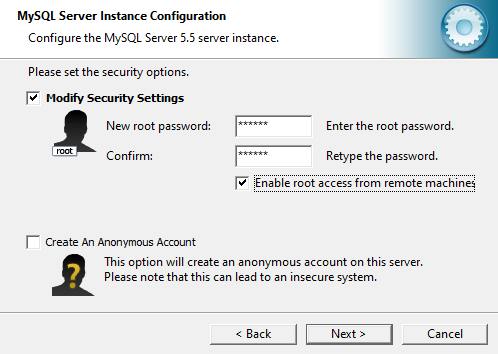 MySQL Server Instance Configuration
Configure the MySQL Server 5.5 server instance.
Please set the security options.
Modify Security Settings
root
New root password: ****** Enter the root password.
Confirm: ****** Retype the password.
Enable root access from remote machines
Create An Anonymous Account
This option will create an anonymous account on this server.
Please note that this can lead to an insecure system.
< Back Next > Cancel